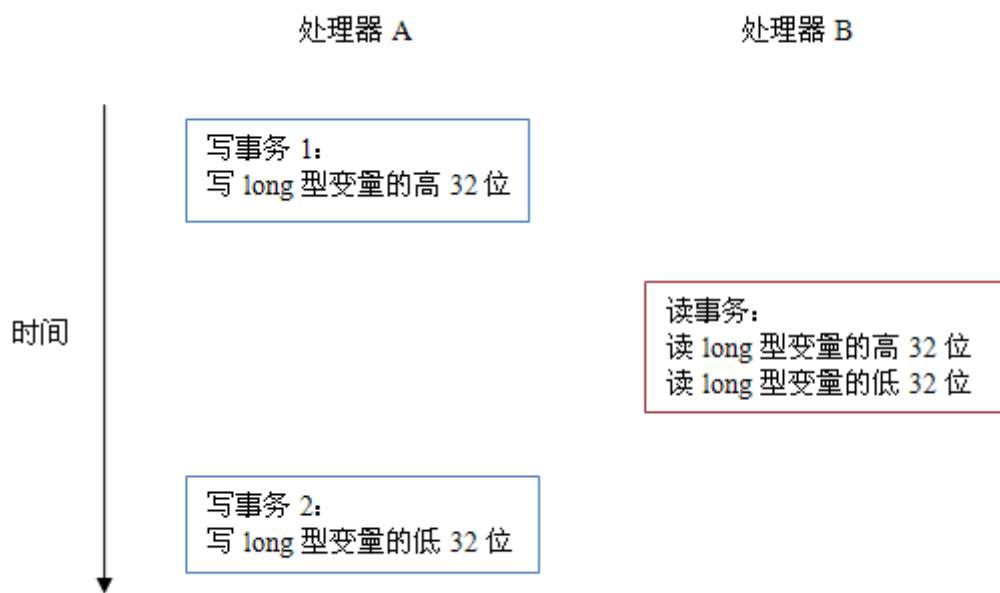 处理器 A
处理器 B
写事务 1：
写 long 型变量的高 32 位
时间
读事务：
读 long 型变量的高 32 位
读 long 型变量的低 32 位
写事务 2：
写 long 型变量的低 32 位